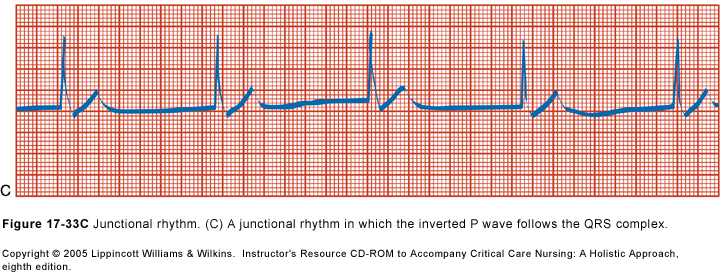 C
Figure 17-33C Junctional rhythm. (C) A junctional rhythm in which the inverted P wave follows the QRS complex.
Copyright © 2005 Lippincott Williams & Wilkins. Instructor's Resource CD-ROM to Accompany Critical Care Nursing: A Holistic Approach,
eighth edition.